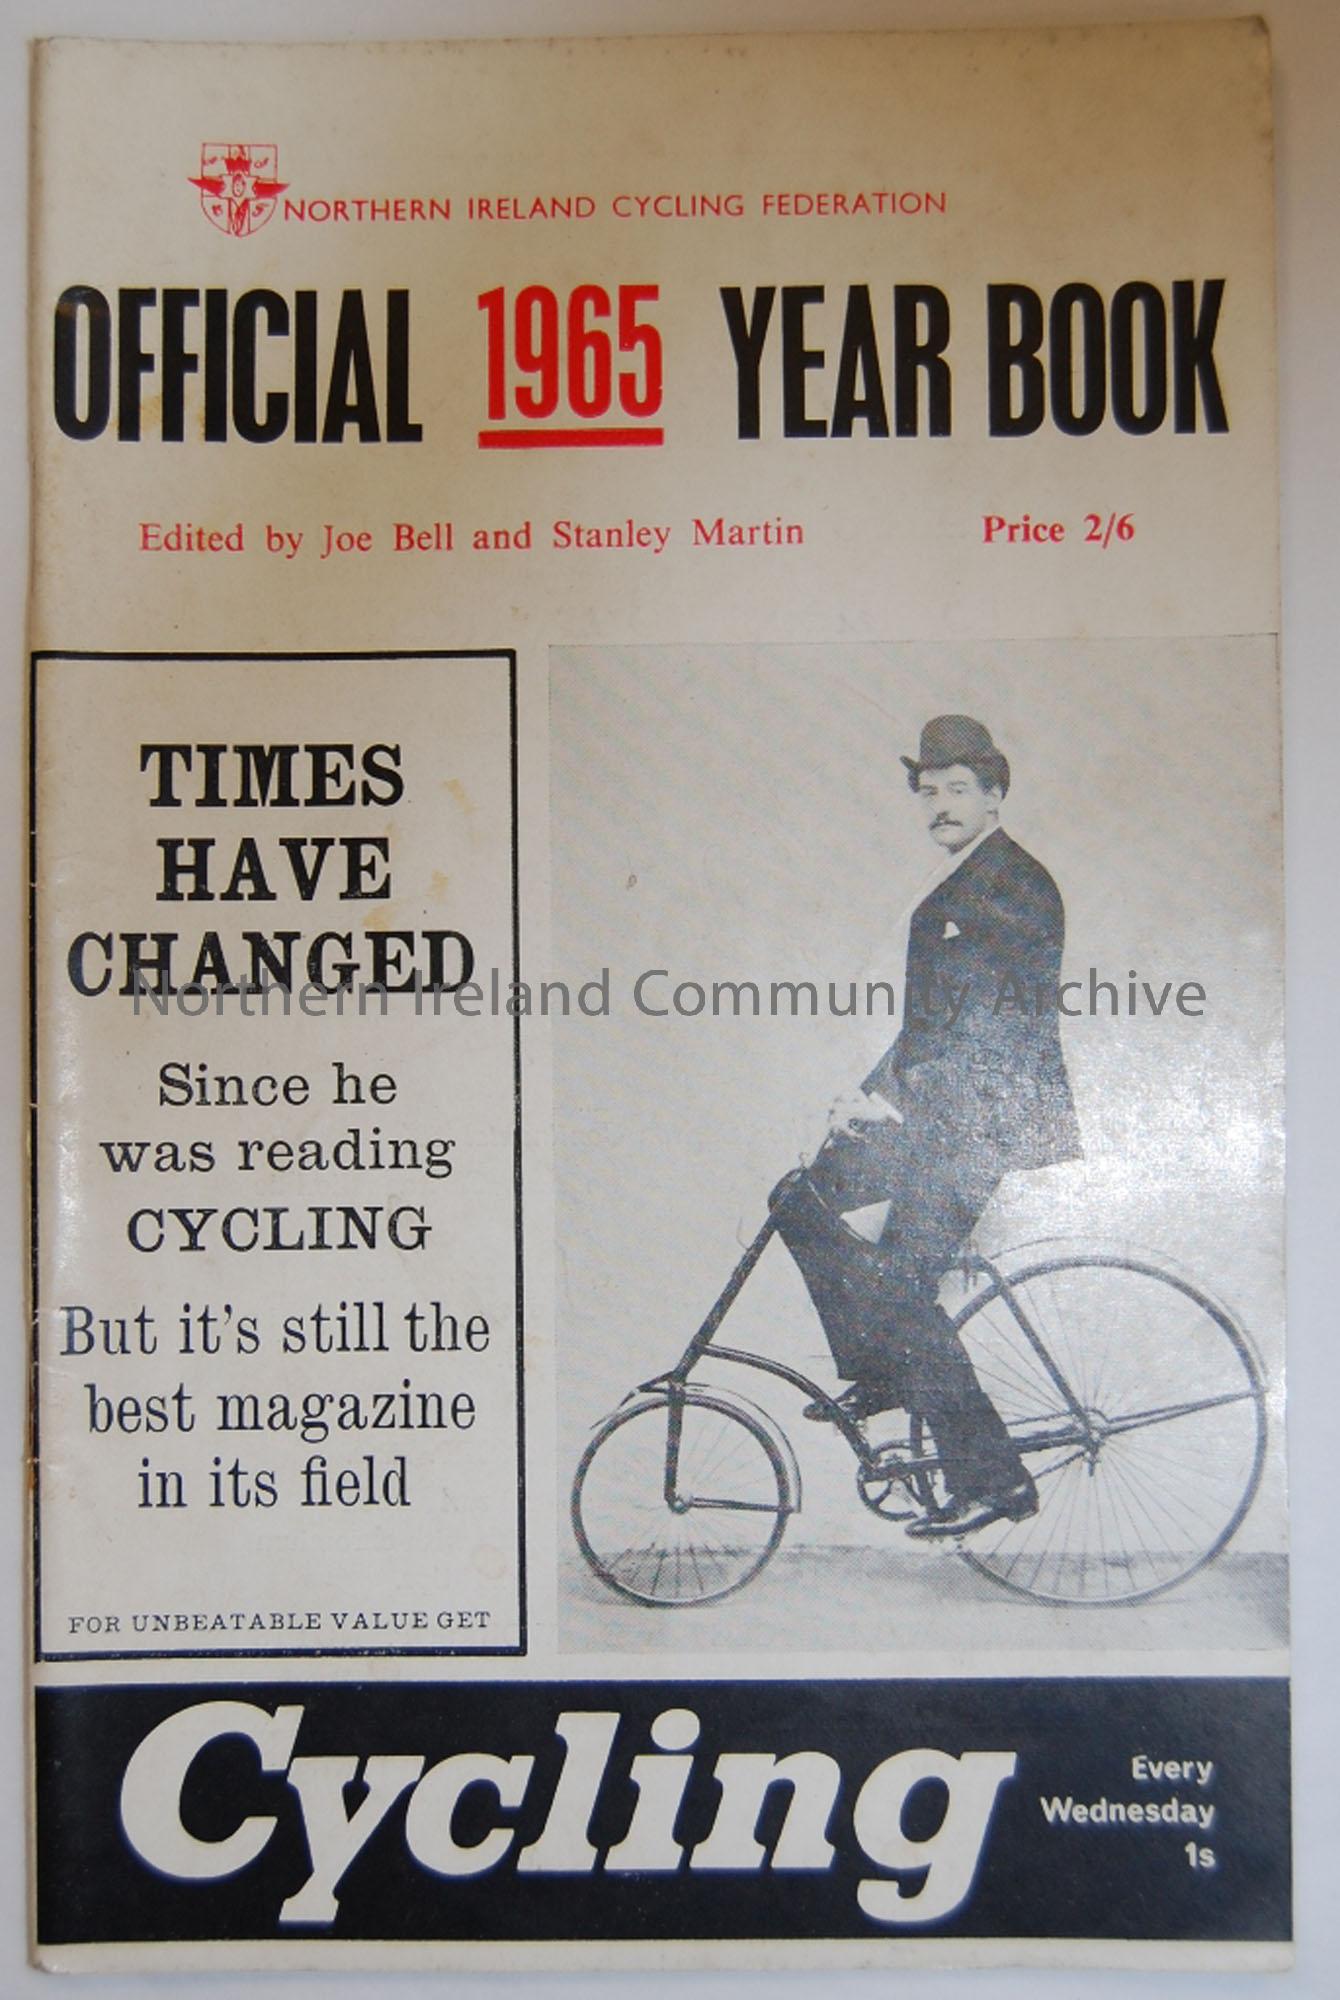 NORTHERN IRELAND CYCLING FEDERATION
OFFICIAL 1965 YEAR BOOK
Edited by Joe Bell and Stanley Martin Price 2/6
TIMES
HAVE
CHANGED
Northern Ireland Community Archive
Since he
was reading
CYCLING
But it's still the
best magazine
in its field
FOR UNBEATABLE VALUE GET
Cycling
Every
Wednesday
1s